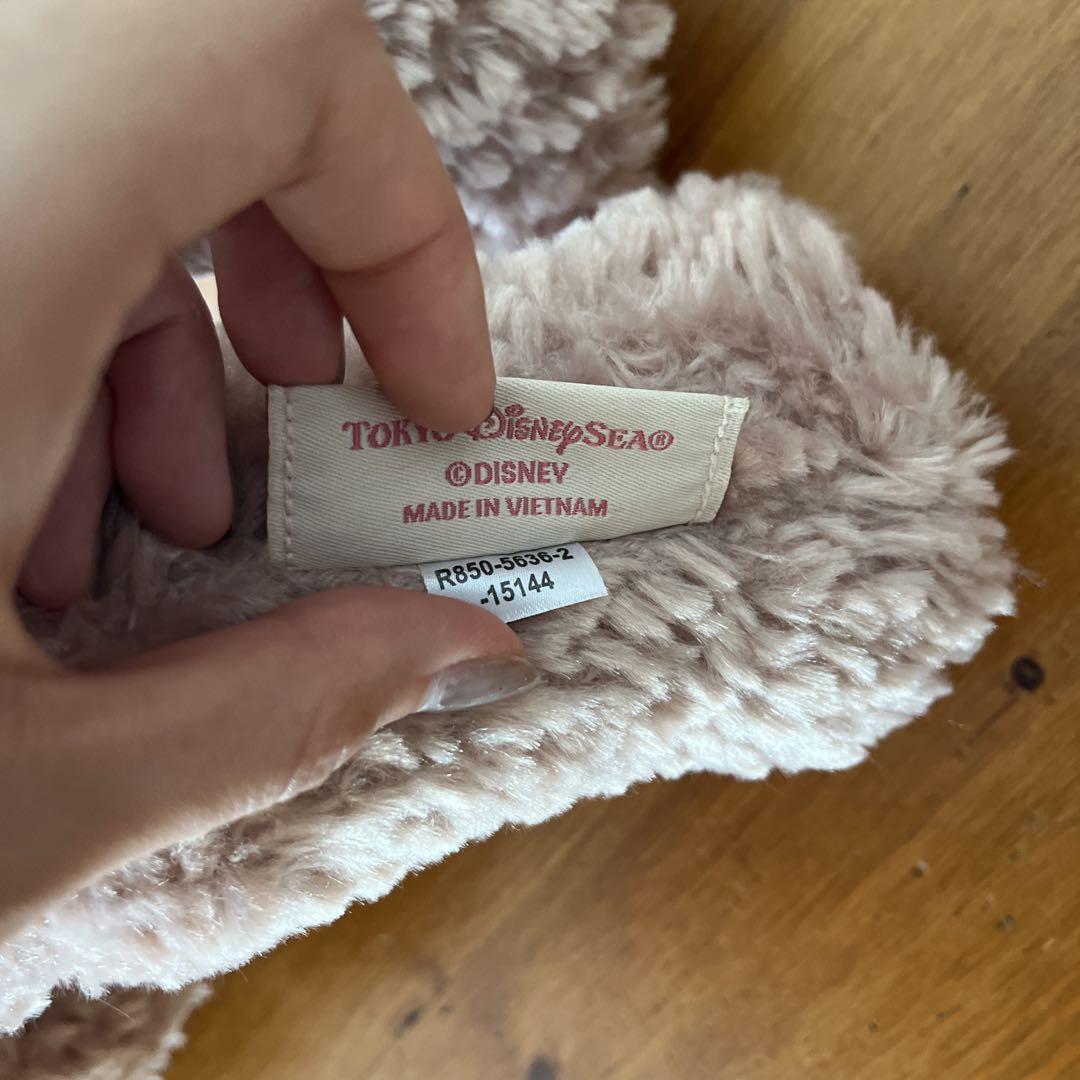 TOKYO DISNEYSEA®
©DISNEY
MADE IN VIETNAM
R850-5636-2
-15144